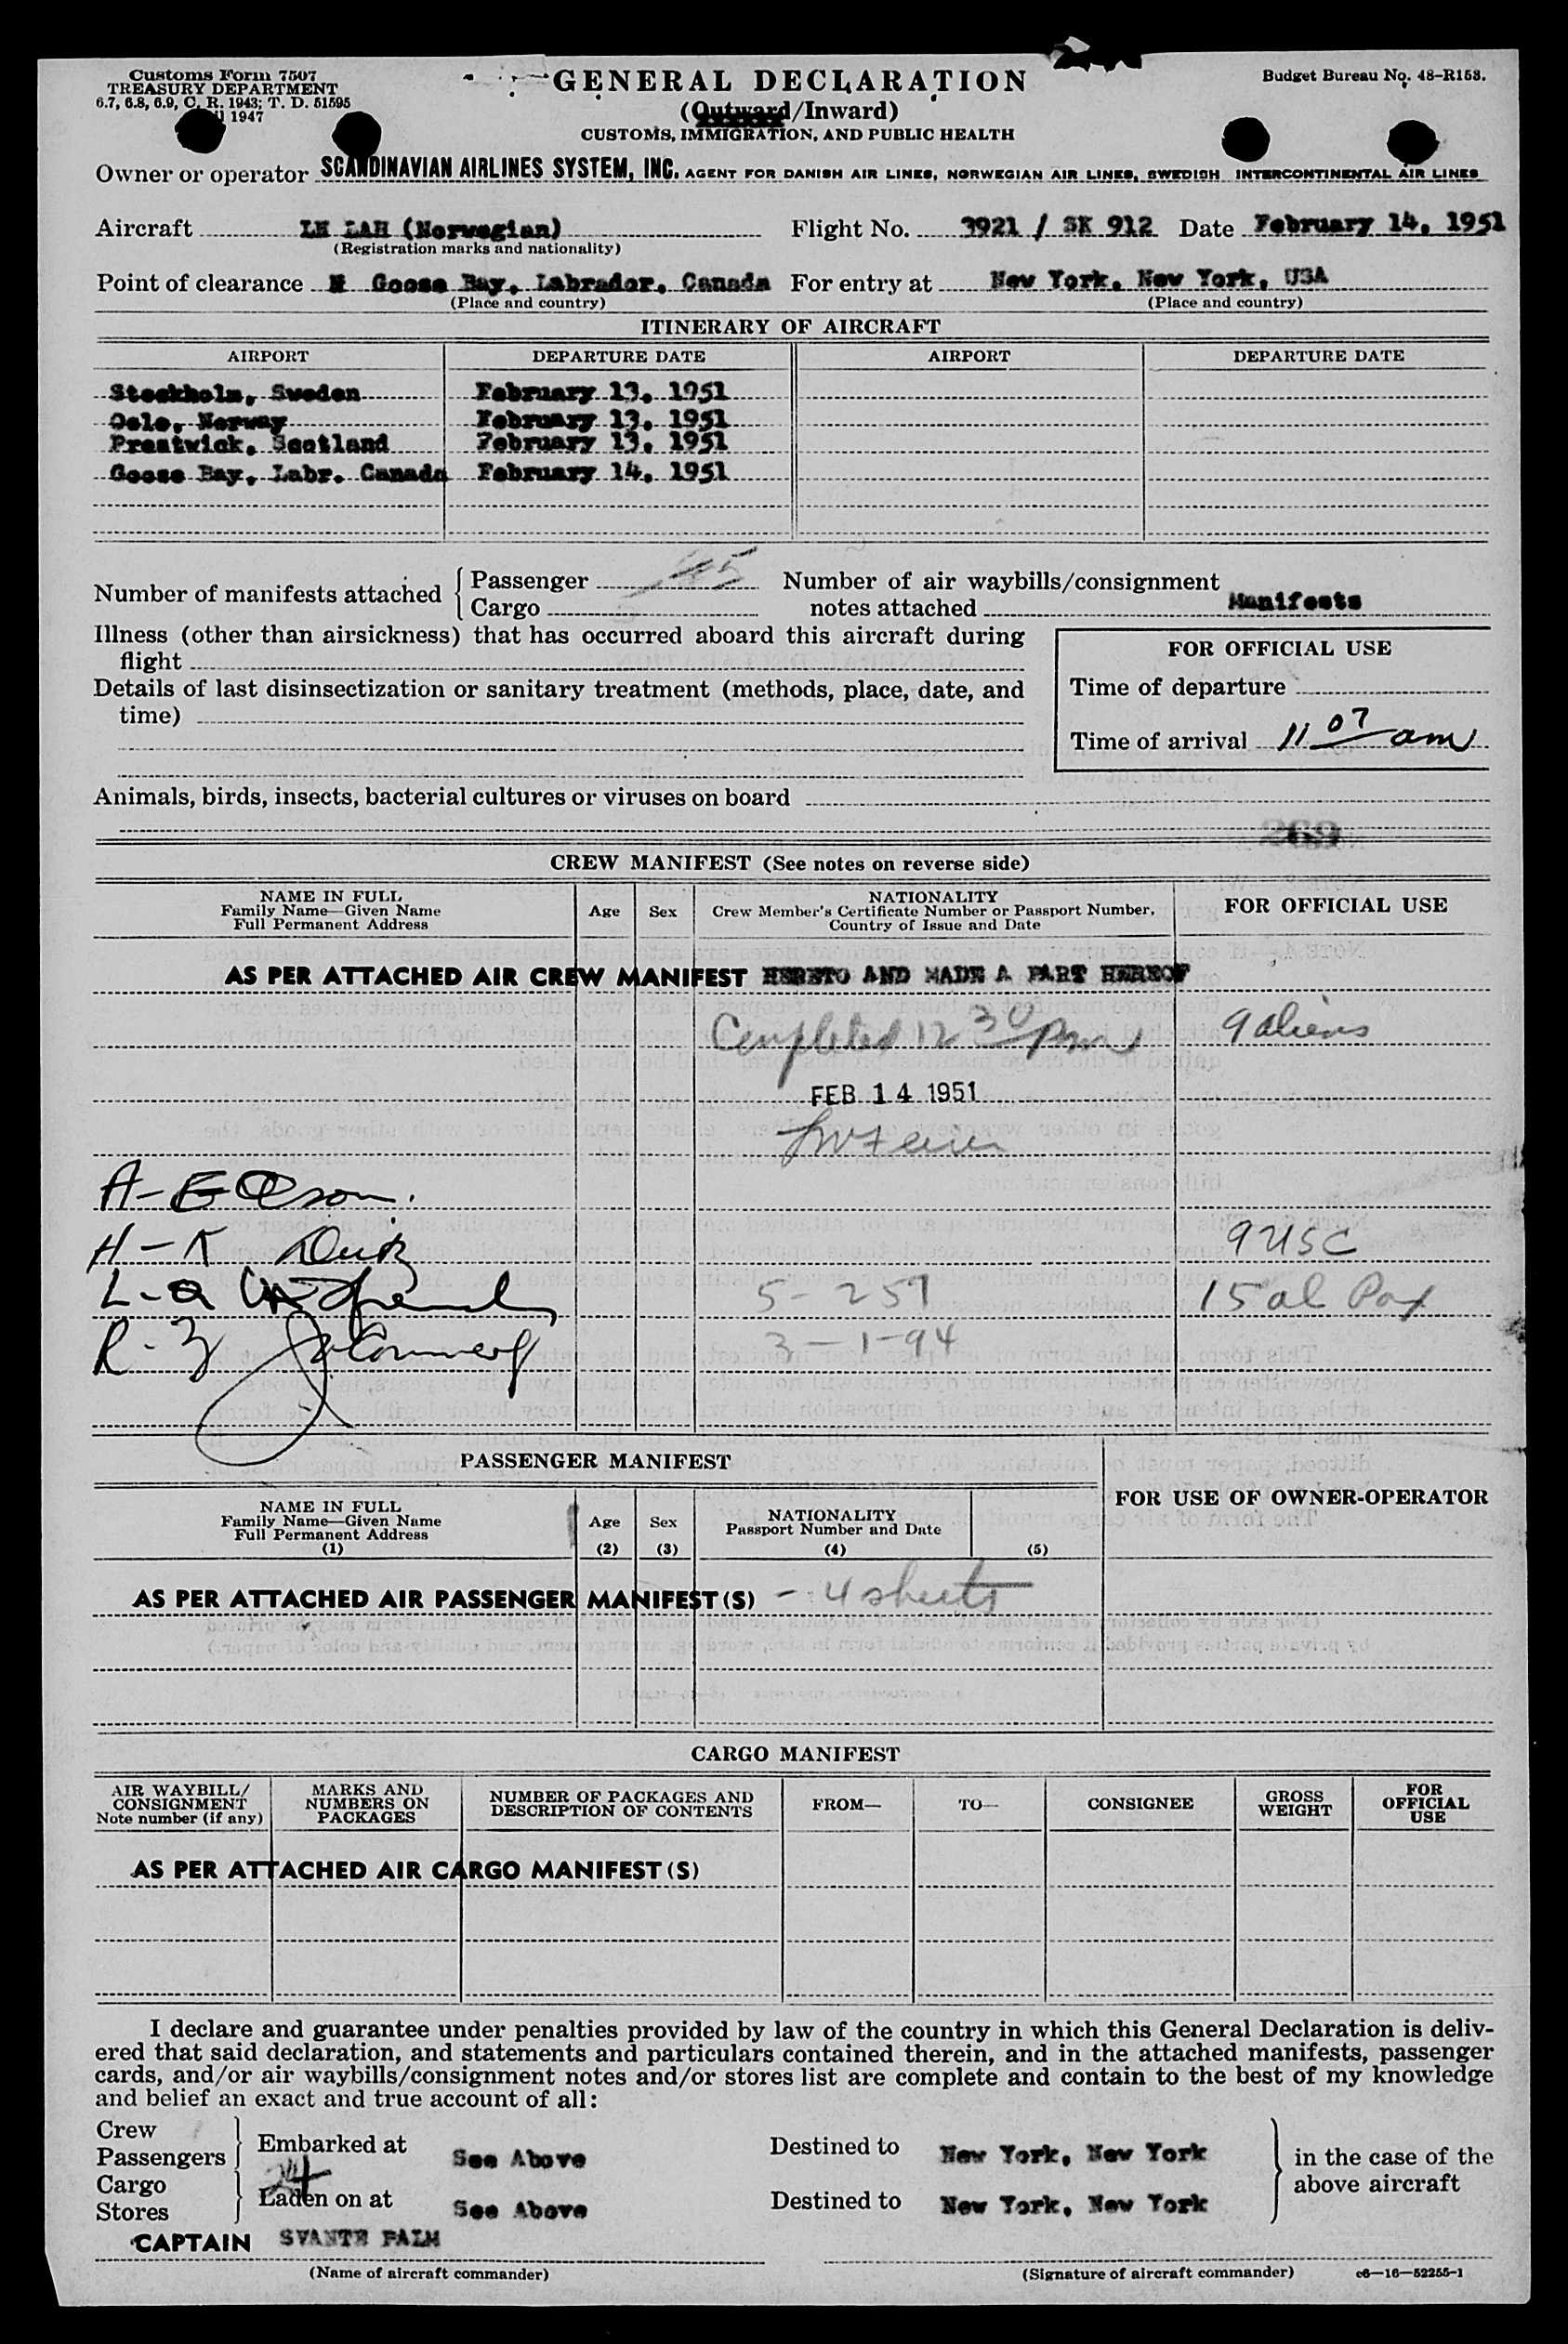 Customs Form 7507
TREASURY DEPARTMENT
6.7, 6.8, 6.9, C. R. 1943; T. D. 51595
1947
GENERAL DECLARATION
(Outward/Inward)
CUSTOMS, IMMIGRATION, AND PUBLIC HEALTH
Budget Bureau No. 48-R153.
Owner or operator SCANDINAVIAN AIRLINES SYSTEM, INC. AGENT FOR DANISH AIR LINES, NORWEGIAN AIR LINES, SWEDISH INTERCONTINENTAL AIR LINES
Aircraft LN LAH (Norwegian) Flight No. 3921 / SK 912 Date February 14, 1951
(Registration marks and nationality)
Point of clearance Goose Bay, Labrador, Canada For entry at New York, New York, USA
(Place and country) (Place and country)
ITINERARY OF AIRCRAFT
AIRPORT DEPARTURE DATE AIRPORT DEPARTURE DATE
Stockholm, Sweden February 13, 1951
Oslo, Norway February 13, 1951
Prestwick, Scotland February 13, 1951
Goose Bay, Labr. Canada February 14, 1951
Number of manifests attached { Passenger 45
Cargo
Number of air waybills/consignment
notes attached Manifests
Illness (other than airsickness) that has occurred aboard this aircraft during
flight
Details of last disinsectization or sanitary treatment (methods, place, date, and
time)
FOR OFFICIAL USE
Time of departure
Time of arrival 11 07 am
Animals, birds, insects, bacterial cultures or viruses on board
269
CREW MANIFEST (See notes on reverse side)
NAME IN FULL
Family Name—Given Name
Full Permanent Address
Age
Sex
NATIONALITY
Crew Member's Certificate Number or Passport Number,
Country of Issue and Date
FOR OFFICIAL USE
AS PER ATTACHED AIR CREW MANIFEST HERETO AND MADE A PART HEREOF
Completed 12 30 pm 9 aliens
FEB 14 1951
A-E
H-K 9 USC
L-Q 5-257 15 al Pax
R-Z 3-1-94
PASSENGER MANIFEST
NAME IN FULL
Family Name—Given Name
Full Permanent Address
(1)
Age
(2)
Sex
(3)
NATIONALITY
Passport Number and Date
(4) (5)
FOR USE OF OWNER-OPERATOR
AS PER ATTACHED AIR PASSENGER MANIFEST(S) - 4 sheets
CARGO MANIFEST
AIR WAYBILL/
CONSIGNMENT
Note number (if any)
MARKS AND
NUMBERS ON
PACKAGES
NUMBER OF PACKAGES AND
DESCRIPTION OF CONTENTS
FROM—
TO—
CONSIGNEE
GROSS
WEIGHT
FOR
OFFICIAL
USE
AS PER ATTACHED AIR CARGO MANIFEST(S)
I declare and guarantee under penalties provided by law of the country in which this General Declaration is deliv-
ered that said declaration, and statements and particulars contained therein, and in the attached manifests, passenger
cards, and/or air waybills/consignment notes and/or stores list are complete and contain to the best of my knowledge
and belief an exact and true account of all:
Crew
Passengers } Embarked at See Above Destined to New York, New York
Cargo
Stores } Laden on at See Above Destined to New York, New York
in the case of the
above aircraft
24
CAPTAIN SVANTE PALM
(Name of aircraft commander) (Signature of aircraft commander) c6—16—52255-1